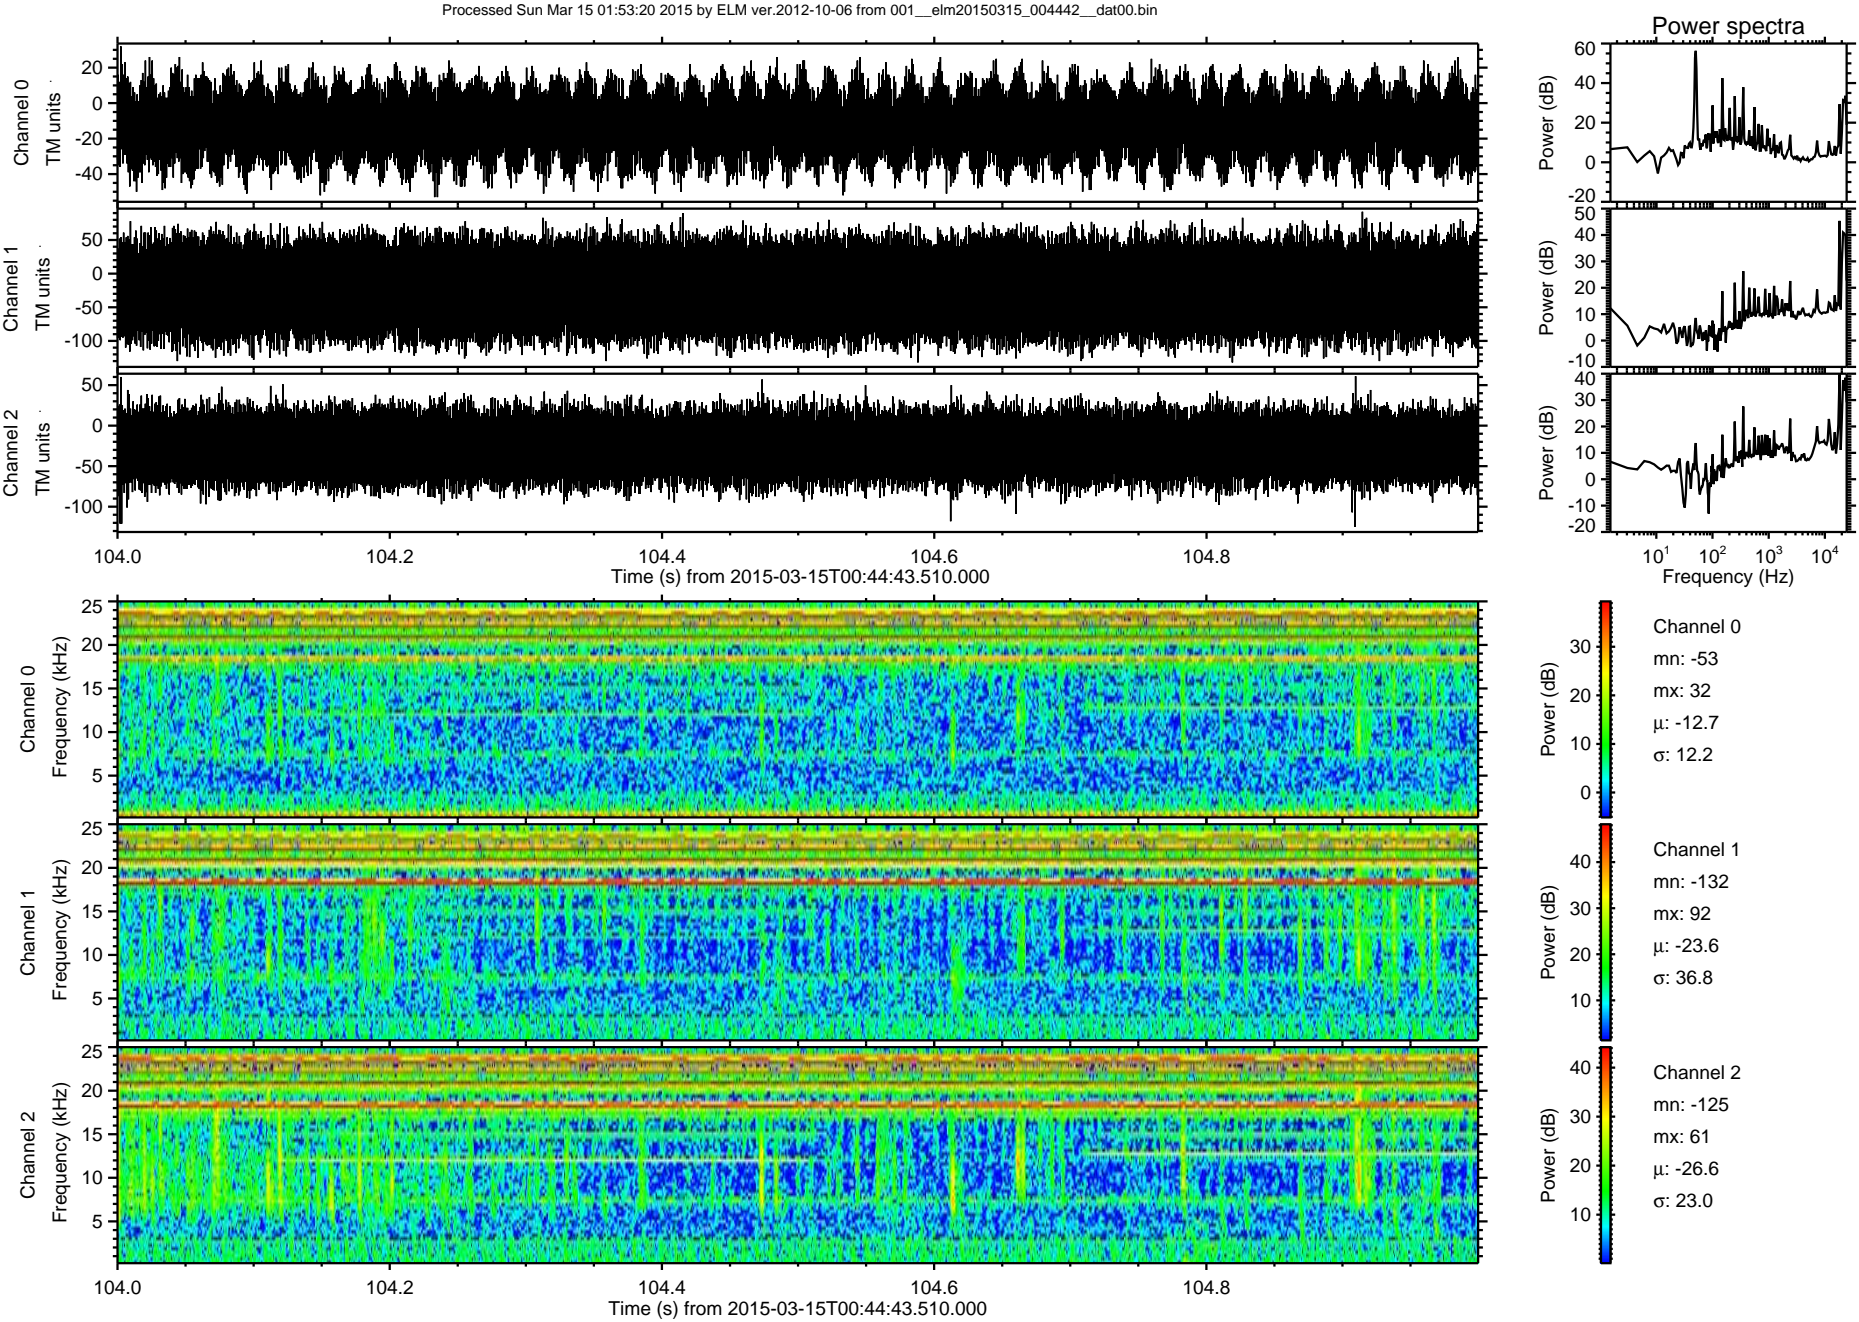 Processed Sun Mar 15 01:53:20 2015 by ELM ver.2012-10-06 from 001__elm20150315_004442__dat00.bin
Power spectra
Channel 0
TM units
20
0
-20
-40
Power (dB)
60
40
20
0
-20
Channel 1
TM units
50
0
-50
-100
Power (dB)
50
40
30
20
10
0
-10
Channel 2
TM units
50
0
-50
-100
Power (dB)
40
30
20
10
0
-10
-20
104.0 104.2 104.4 104.6 104.8
Time (s) from 2015-03-15T00:44:43.510.000
10¹ 10² 10³ 10⁴
Frequency (Hz)
Channel 0
Frequency (kHz)
25
20
15
10
5
Power (dB)
30
20
10
0
Channel 0
mn: -53
mx: 32
μ: -12.7
σ: 12.2
Channel 1
Frequency (kHz)
25
20
15
10
5
Power (dB)
40
30
20
10
Channel 1
mn: -132
mx: 92
μ: -23.6
σ: 36.8
Channel 2
Frequency (kHz)
25
20
15
10
5
Power (dB)
40
30
20
10
Channel 2
mn: -125
mx: 61
μ: -26.6
σ: 23.0
104.0 104.2 104.4 104.6 104.8
Time (s) from 2015-03-15T00:44:43.510.000